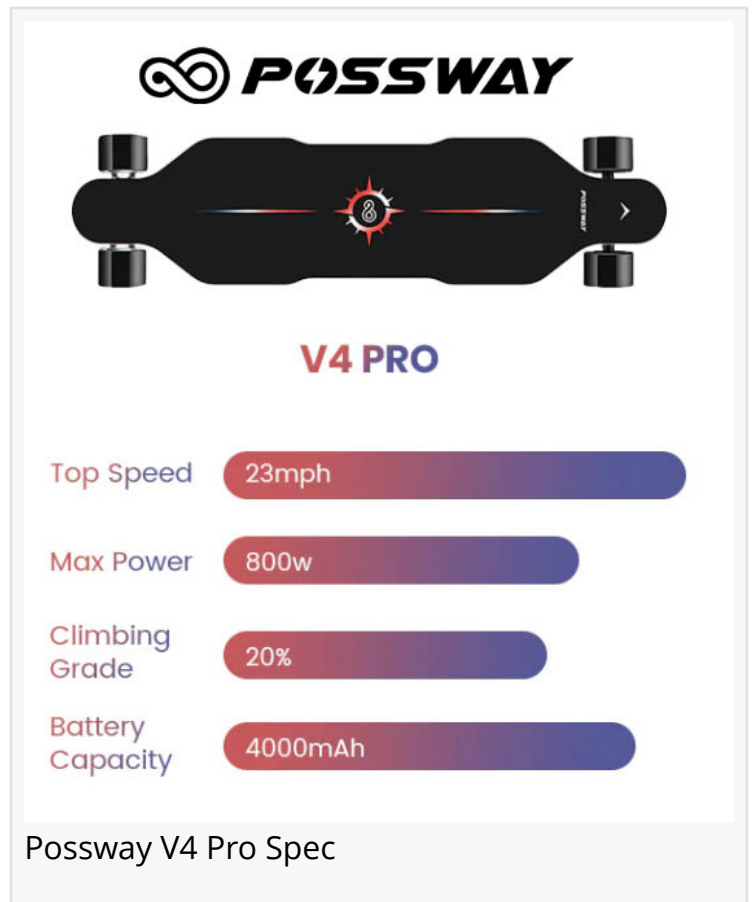 POSSWAY
POSSWAY
V4 PRO
Top Speed 23mph
Max Power 800w
Climbing
Grade
20%
Battery
Capacity
4000mAh
Possway V4 Pro Spec